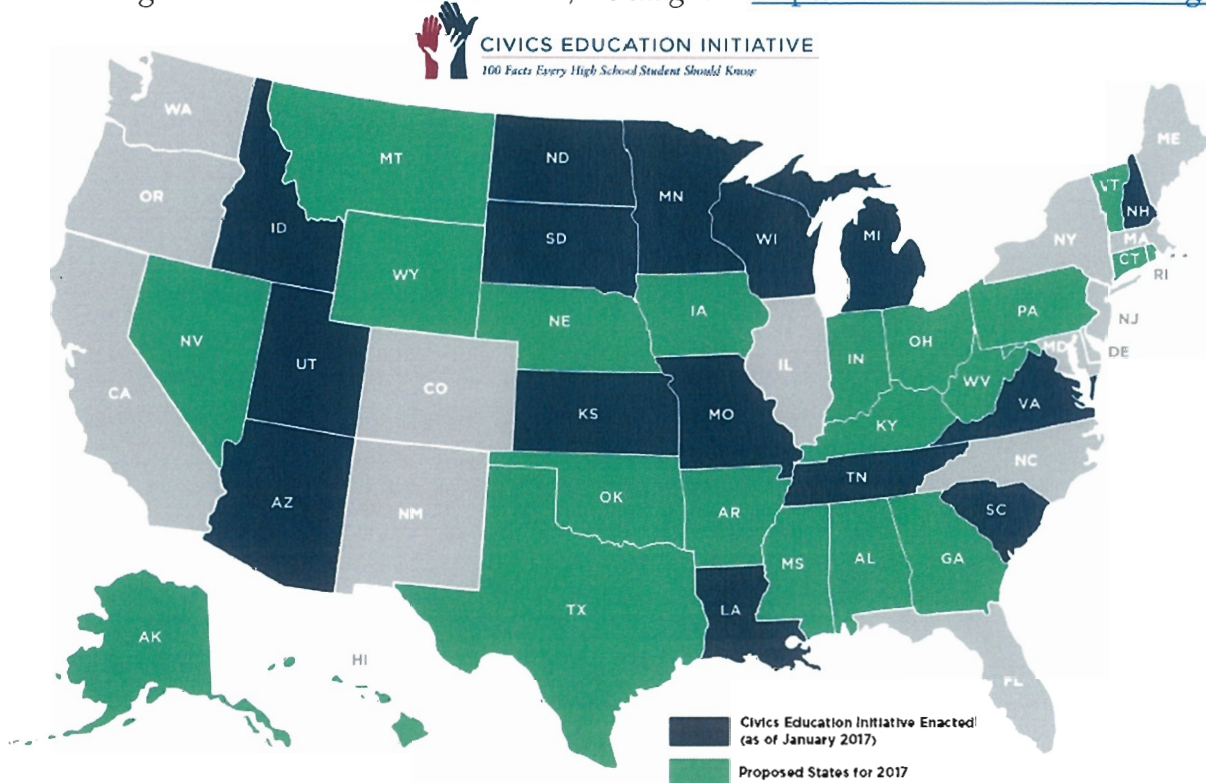 CIVICS EDUCATION INITIATIVE
100 Facts Every High School Student Should Know
WA
MT
ND
MN
ME
OR
ID
SD
WI
MI
VT
NH
NY
MA
WY
CT
RI
NV
NE
IA
PA
NJ
UT
CO
IL
IN
OH
MD
DE
CA
KS
MO
WV
VA
KY
AZ
NM
OK
AR
TN
NC
SC
MS
AL
GA
TX
LA
AK
HI
FL
Civics Education Initiative Enacted
(as of January 2017)
Proposed States for 2017